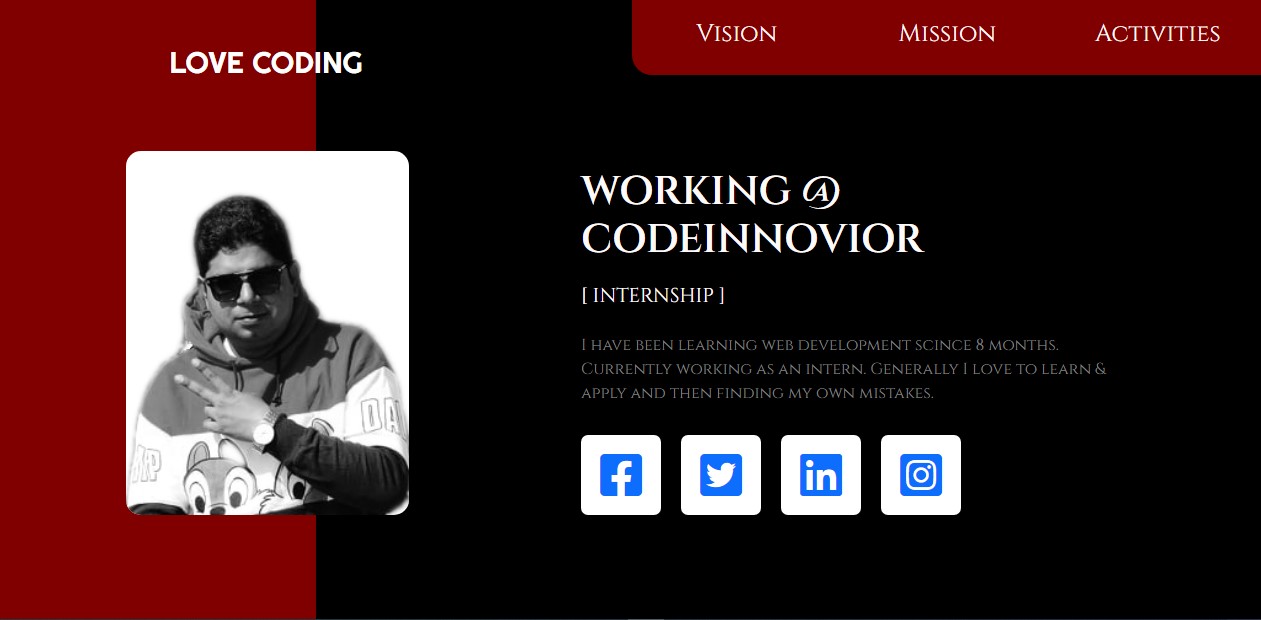 LOVE CODING
Vision Mission Activities
WORKING @
CODEINNOVIOR
[ INTERNSHIP ]
I have been learning web development scince 8 months.
Currently working as an intern. Generally I love to learn &
apply and then finding my own mistakes.